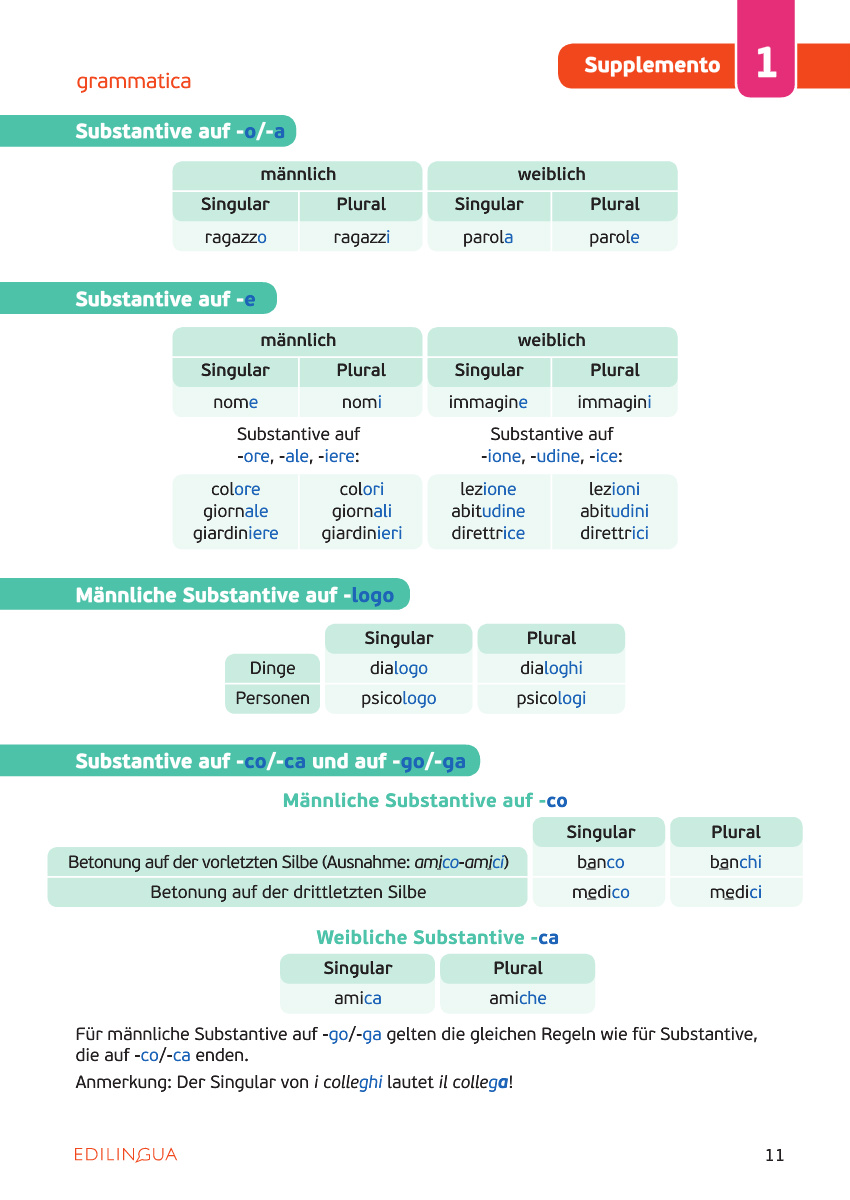 Supplemento 1
grammatica
Substantive auf -o/-a
männlich weiblich
Singular Plural Singular Plural
ragazzo ragazzi parola parole
Substantive auf -e
männlich weiblich
Singular Plural Singular Plural
nome nomi immagine immagini
Substantive auf Substantive auf
-ore, -ale, -iere: -ione, -udine, -ice:
colore colori lezione lezioni
giornale giornali abitudine abitudini
giardiniere giardinieri direttrice direttrici
Männliche Substantive auf -logo
Singular Plural
Dinge dialogo dialoghi
Personen psicologo psicologi
Substantive auf -co/-ca und auf -go/-ga
Männliche Substantive auf -co
Singular Plural
Betonung auf der vorletzten Silbe (Ausnahme: amico-amici) banco banchi
Betonung auf der drittletzten Silbe medico medici
Weibliche Substantive -ca
Singular Plural
amica amiche
Für männliche Substantive auf -go/-ga gelten die gleichen Regeln wie für Substantive,
die auf -co/-ca enden.
Anmerkung: Der Singular von i colleghi lautet il collega!
EDILINGUA 11